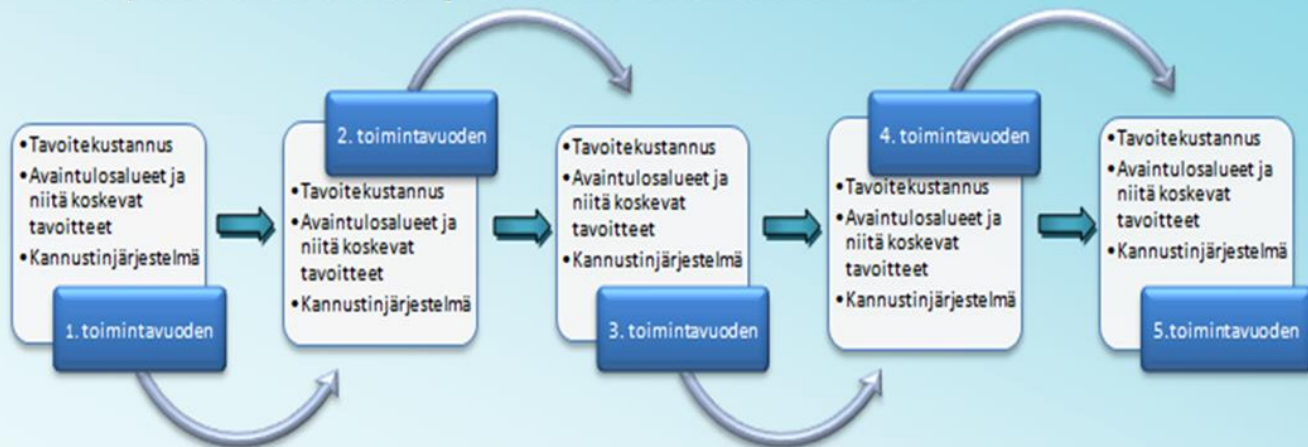 •Tavoitekustannus
•Avaintulosalueet ja
niitä koskevat
tavoitteet
•Kannustinjärjestelmä
1. toimintavuoden
2. toimintavuoden
•Tavoitekustannus
•Avaintulosalueet ja
niitä koskevat
tavoitteet
•Kannustinjärjestelmä
•Tavoitekustannus
•Avaintulosalueet ja
niitä koskevat
tavoitteet
•Kannustinjärjestelmä
3. toimintavuoden
4. toimintavuoden
•Tavoitekustannus
•Avaintulosalueet ja
niitä koskevat
tavoitteet
•Kannustinjärjestelmä
•Tavoitekustannus
•Avaintulosalueet ja
niitä koskevat
tavoitteet
•Kannustinjärjestelmä
5.toimintavuoden